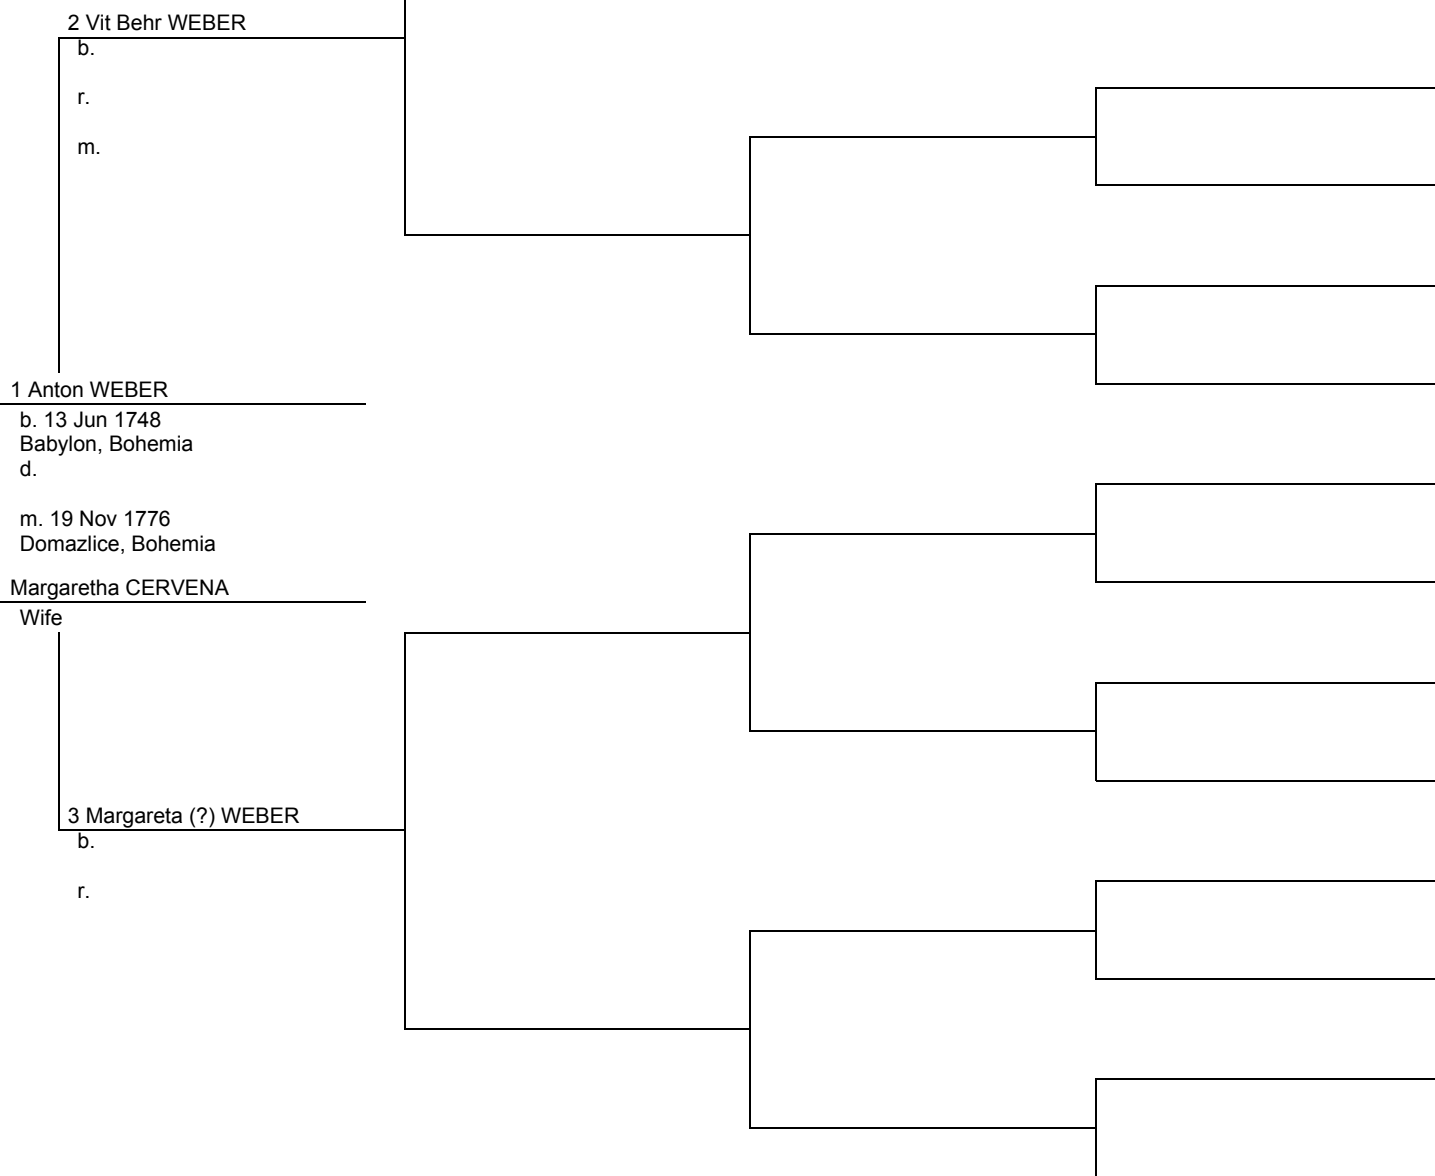 2 Vit Behr WEBER
b.
r.
m.
1 Anton WEBER
b. 13 Jun 1748
Babylon, Bohemia
d.
m. 19 Nov 1776
Domazlice, Bohemia
Margaretha CERVENA
Wife
3 Margareta (?) WEBER
b.
r.